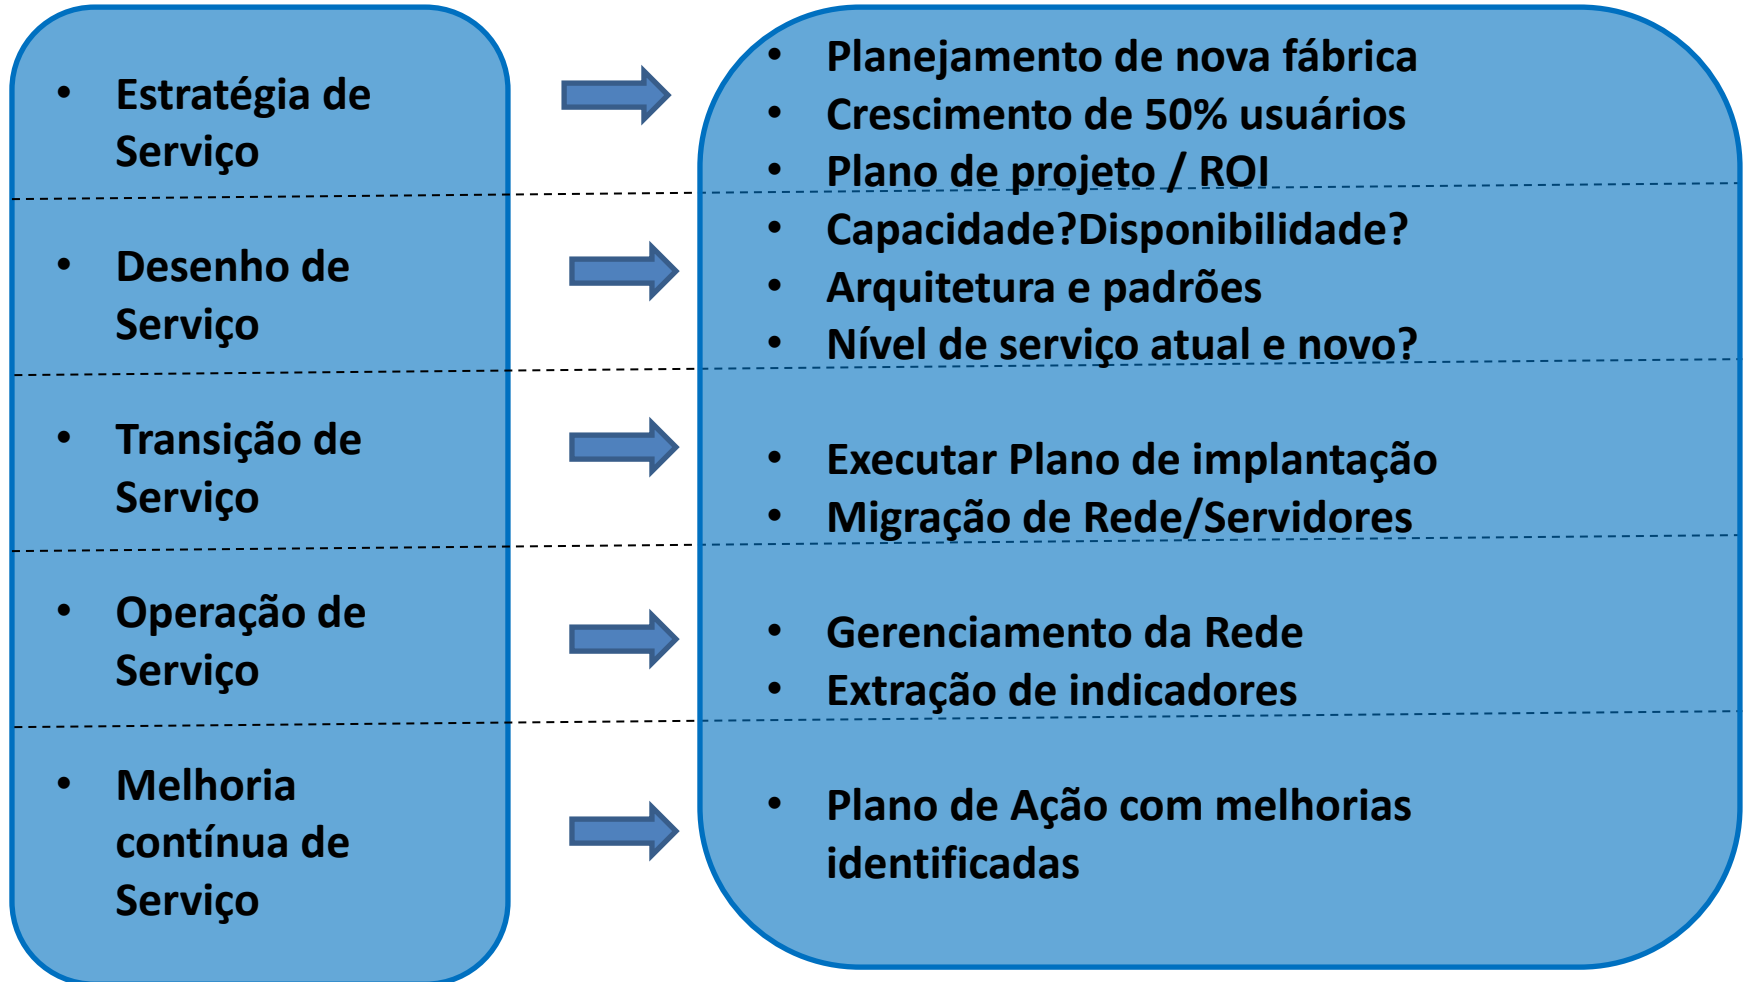 • Estratégia de
Serviço
• Planejamento de nova fábrica
• Crescimento de 50% usuários
• Plano de projeto / ROI
• Desenho de
Serviço
• Capacidade?Disponibilidade?
• Arquitetura e padrões
• Nível de serviço atual e novo?
• Transição de
Serviço
• Executar Plano de implantação
• Migração de Rede/Servidores
• Operação de
Serviço
• Gerenciamento da Rede
• Extração de indicadores
• Melhoria
contínua de
Serviço
• Plano de Ação com melhorias
identificadas